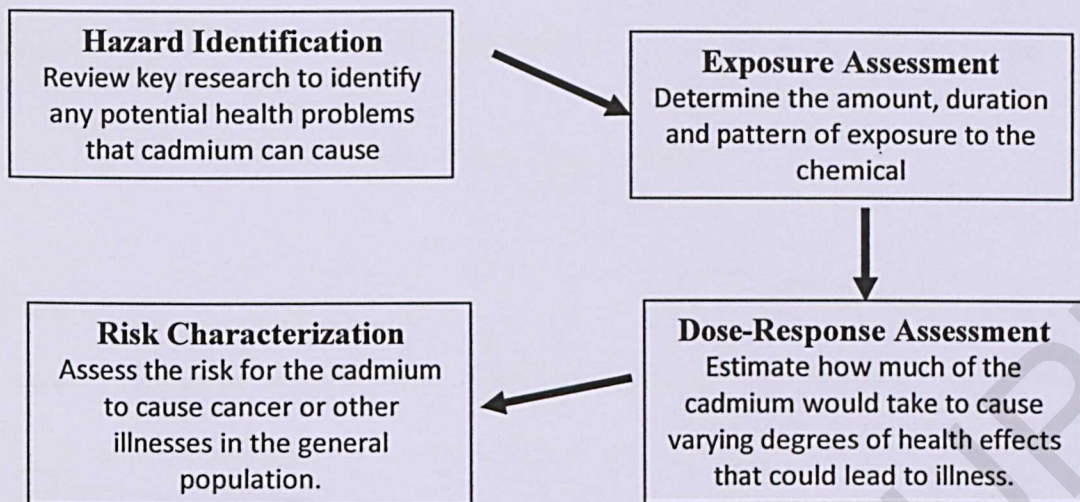 Hazard Identification
Review key research to identify
any potential health problems
that cadmium can cause
Exposure Assessment
Determine the amount, duration
and pattern of exposure to the
chemical
Dose-Response Assessment
Estimate how much of the
cadmium would take to cause
varying degrees of health effects
that could lead to illness.
Risk Characterization
Assess the risk for the cadmium
to cause cancer or other
illnesses in the general
population.